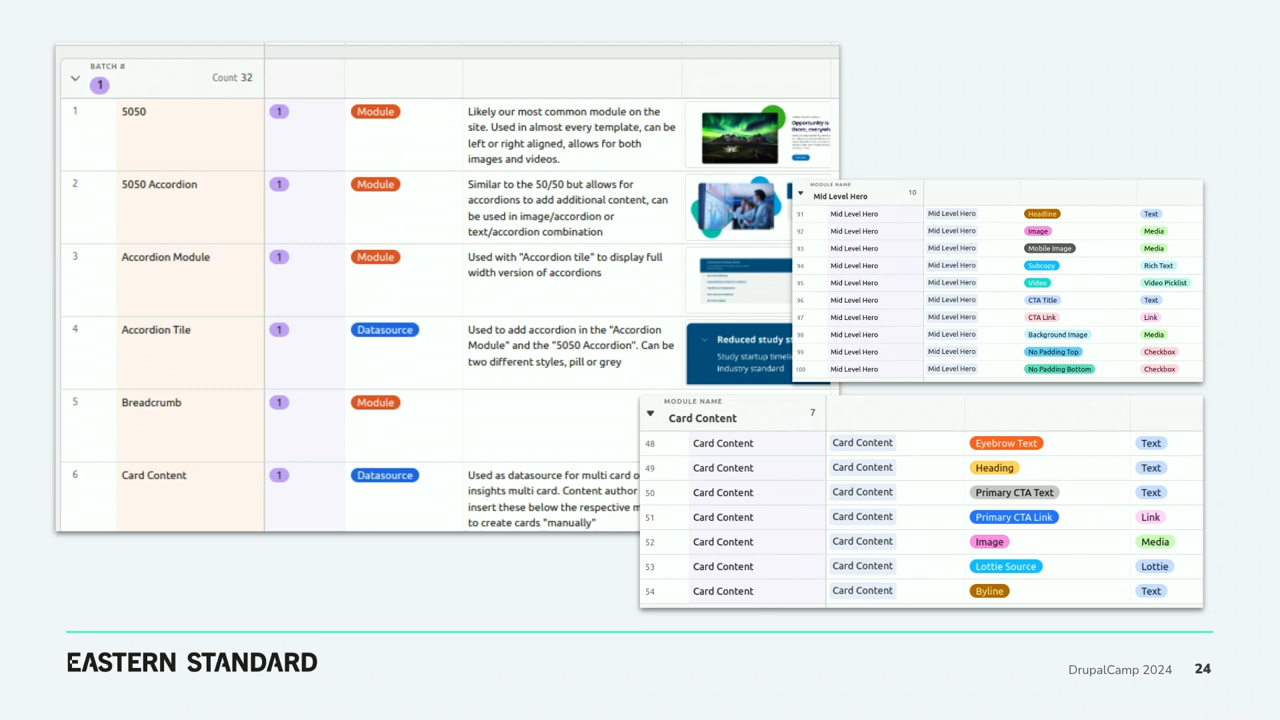 BATCH #
1
Count 32
1 5050 1 Module Likely our most common module on the
site. Used in almost every template, can be
left or right aligned, allows for both
images and videos.
Opportunity is
2 5050 Accordion 1 Module Similar to the 50/50 but allows for
accordions to add additional content, can
be used in image/accordion or
text/accordion combination
3 Accordion Module 1 Module Used with "Accordion tile" to display full
width version of accordions
4 Accordion Tile 1 Datasource Used to add accordion in the "Accordion
Module" and the "5050 Accordion". Can be
two different styles, pill or grey
Reduced study
Study startup
industry standard
5 Breadcrumb 1 Module
6 Card Content 1 Datasource Used as datasource for multi card
insights multi card. Content author
insert these below the respective
to create cards "manually"
MODULE NAME
Mid Level Hero 10
91 Mid Level Hero Mid Level Hero Headline Text
92 Mid Level Hero Mid Level Hero Image Media
93 Mid Level Hero Mid Level Hero Mobile Image Media
94 Mid Level Hero Mid Level Hero Subcopy Rich Text
95 Mid Level Hero Mid Level Hero Video Video Picklist
96 Mid Level Hero Mid Level Hero CTA Title Text
97 Mid Level Hero Mid Level Hero CTA Link Link
98 Mid Level Hero Mid Level Hero Background Image Media
99 Mid Level Hero Mid Level Hero No Padding Top Checkbox
100 Mid Level Hero Mid Level Hero No Padding Bottom Checkbox
MODULE NAME
Card Content 7
48 Card Content Card Content Eyebrow Text Text
49 Card Content Card Content Heading Text
50 Card Content Card Content Primary CTA Text Text
51 Card Content Card Content Primary CTA Link Link
52 Card Content Card Content Image Media
53 Card Content Card Content Lottie Source Lottie
54 Card Content Card Content Byline Text
EASTERN STANDARD
DrupalCamp 2024 24